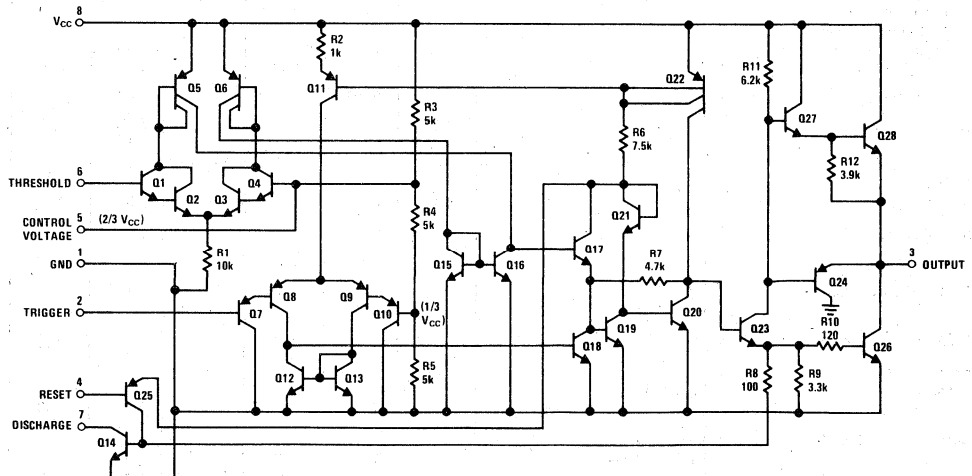 VCC 8
R2
1k
Q5
Q6
Q11
R3
5k
Q22
R11
6.2k
Q27
Q28
R6
7.5k
R12
3.9k
6
THRESHOLD
Q1
Q2
Q3
Q4
5
CONTROL
VOLTAGE
(2/3 VCC)
R4
5k
Q21
R1
10k
1
GND
Q15
Q16
Q17
R7
4.7k
3
OUTPUT
Q24
2
TRIGGER
Q7
Q8
Q9
Q10
(1/3
VCC)
Q18
Q19
Q20
Q23
R10
120
Q26
R5
5k
R8
100
R9
3.3k
Q12
Q13
4
RESET
Q25
7
DISCHARGE
Q14